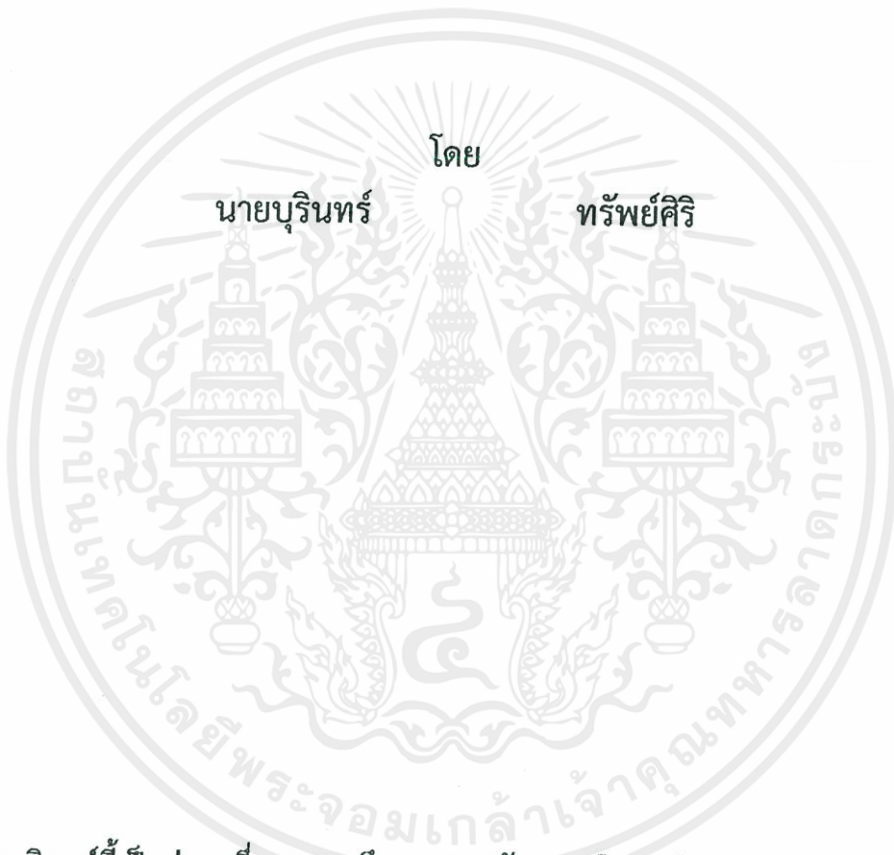 โดย
นายบุรินทร์ ทรัพย์ศิริ
สถาบันเทคโนโลยีพระจอมเกล้าเจ้าคุณทหารลาดกระบัง